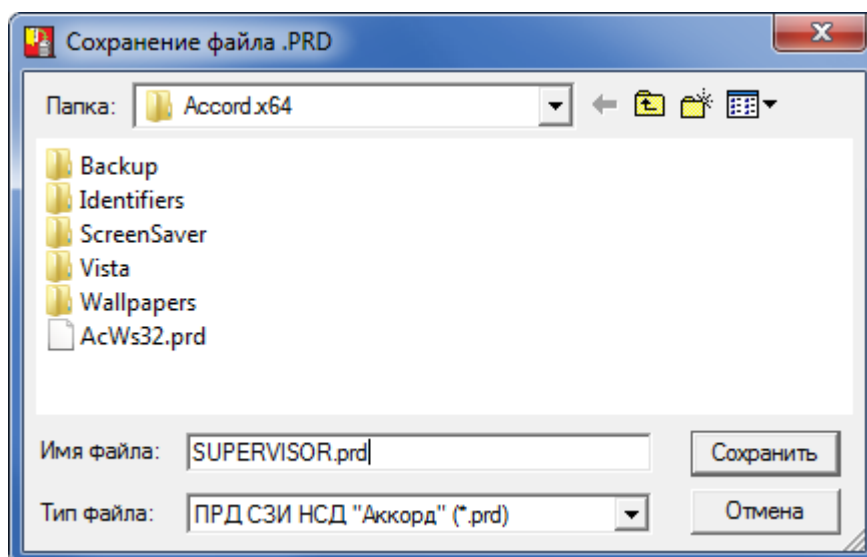 Сохранение файла .PRD
Папка: Accord.x64
Backup
Identifiers
ScreenSaver
Vista
Wallpapers
AcWs32.prd
Имя файла: SUPERVISOR.prd Сохранить
Тип файла: ПРД СЗИ НСД "Аккорд" (*.prd) Отмена